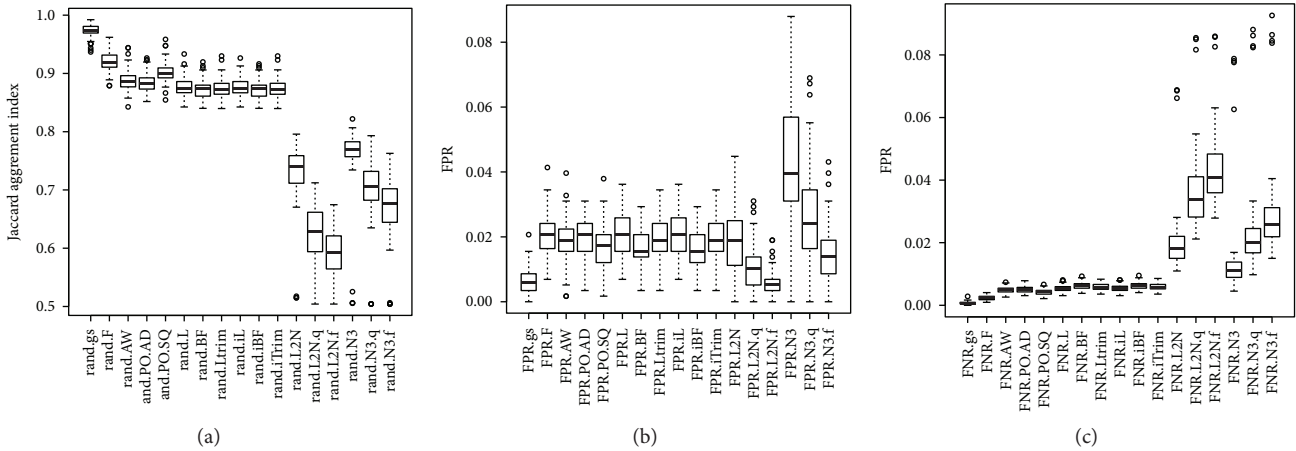 Jaccard aggrement index
1.0
0.9
0.8
0.7
0.6
0.5
rand.gs
rand.F
rand.AW
and.PO.AD
and.PO.SQ
rand.L
rand.BF
rand.Ltrim
rand.iL
rand.iBF
rand.iTrim
rand.L2N
rand.L2N.q
rand.L2N.f
rand.N3
rand.N3.q
rand.N3.f
(a)
FPR
0.08
0.06
0.04
0.02
0.00
FPR.gs
FPR.F
FPR.AW
FPR.PO.AD
FPR.PO.SQ
FPR.L
FPR.BF
FPR.Ltrim
FPR.iL
FPR.iBF
FPR.iTrim
FPR.L2N
FPR.L2N.q
FPR.L2N.f
FPR.N3
FPR.N3.q
FPR.N3.f
(b)
FPR
0.08
0.06
0.04
0.02
0.00
FNR.gs
FNR.F
FNR.AW
FNR.PO.AD
FNR.PO.SQ
FNR.L
FNR.BF
FNR.Ltrim
FNR.iL
FNR.iBF
FNR.iTrim
FNR.L2N
FNR.L2N.q
FNR.L2N.f
FNR.N3
FNR.N3.q
FNR.N3.f
(c)